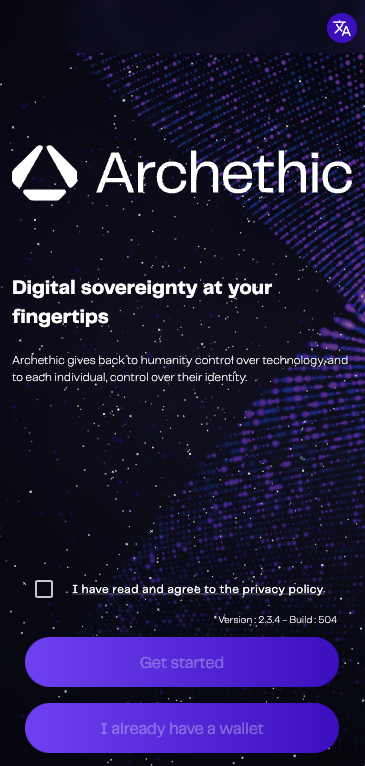 Archethic
Digital sovereignty at your
fingertips
Archethic gives back to humanity control over technology and
to each individual, control over their identity.
I have read and agree to the privacy policy.
Version : 2.3.4 - Build : 504
Get started
I already have a wallet